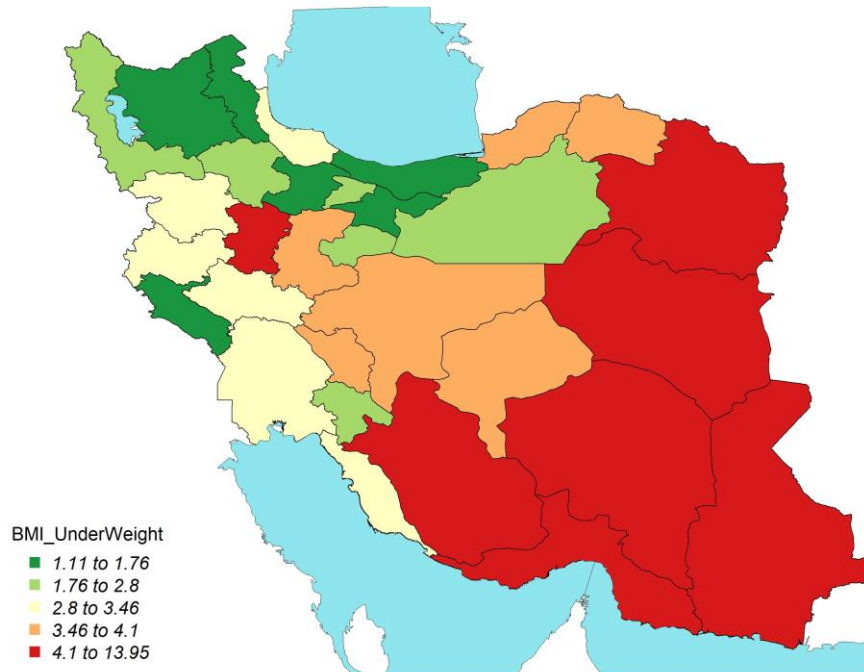 BMI_UnderWeight
1.11 to 1.76
1.76 to 2.8
2.8 to 3.46
3.46 to 4.1
4.1 to 13.95